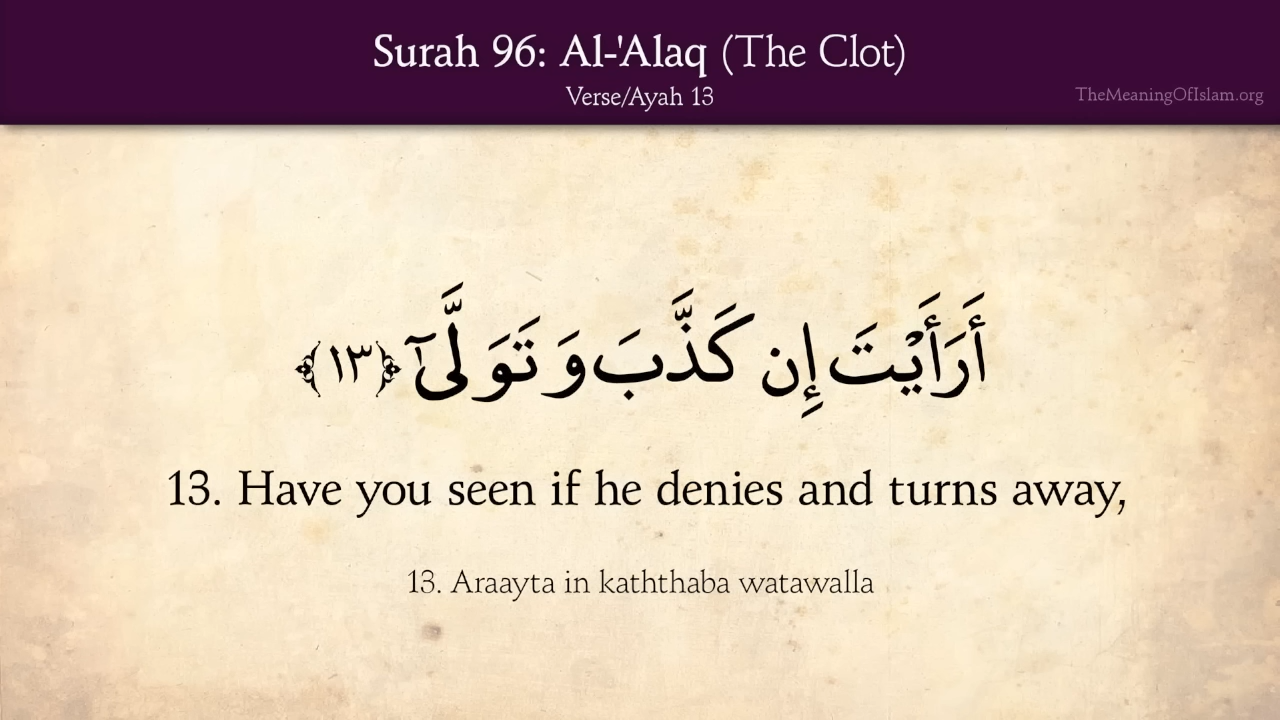 Surah 96: Al-'Alaq (The Clot)
Verse/Ayah 13
TheMeaningOfIslam.org
أَرَأَيْتَ إِن كَذَّبَ وَتَوَلَّىٰٓ ﴿١٣﴾
13. Have you seen if he denies and turns away,
13. Araayta in kaththaba watawalla